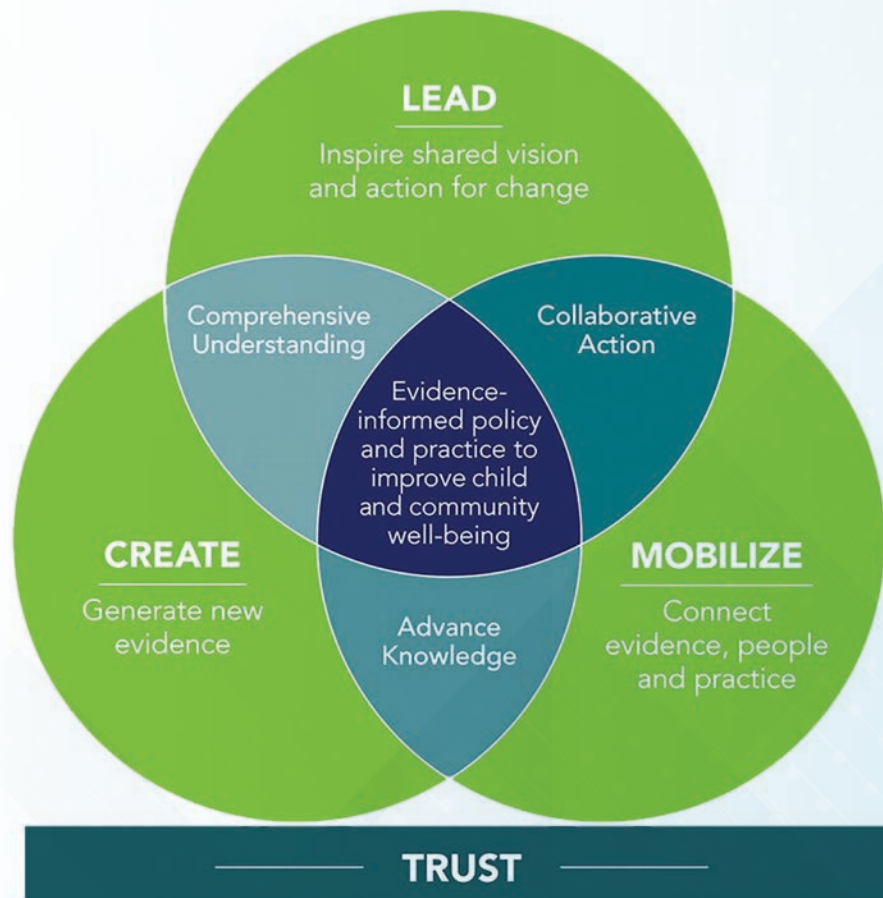 LEAD
Inspire shared vision
and action for change
Comprehensive
Understanding
Collaborative
Action
Evidence-
informed policy
and practice to
improve child
and community
well-being
CREATE
Generate new
evidence
MOBILIZE
Connect
evidence, people
and practice
Advance
Knowledge
TRUST